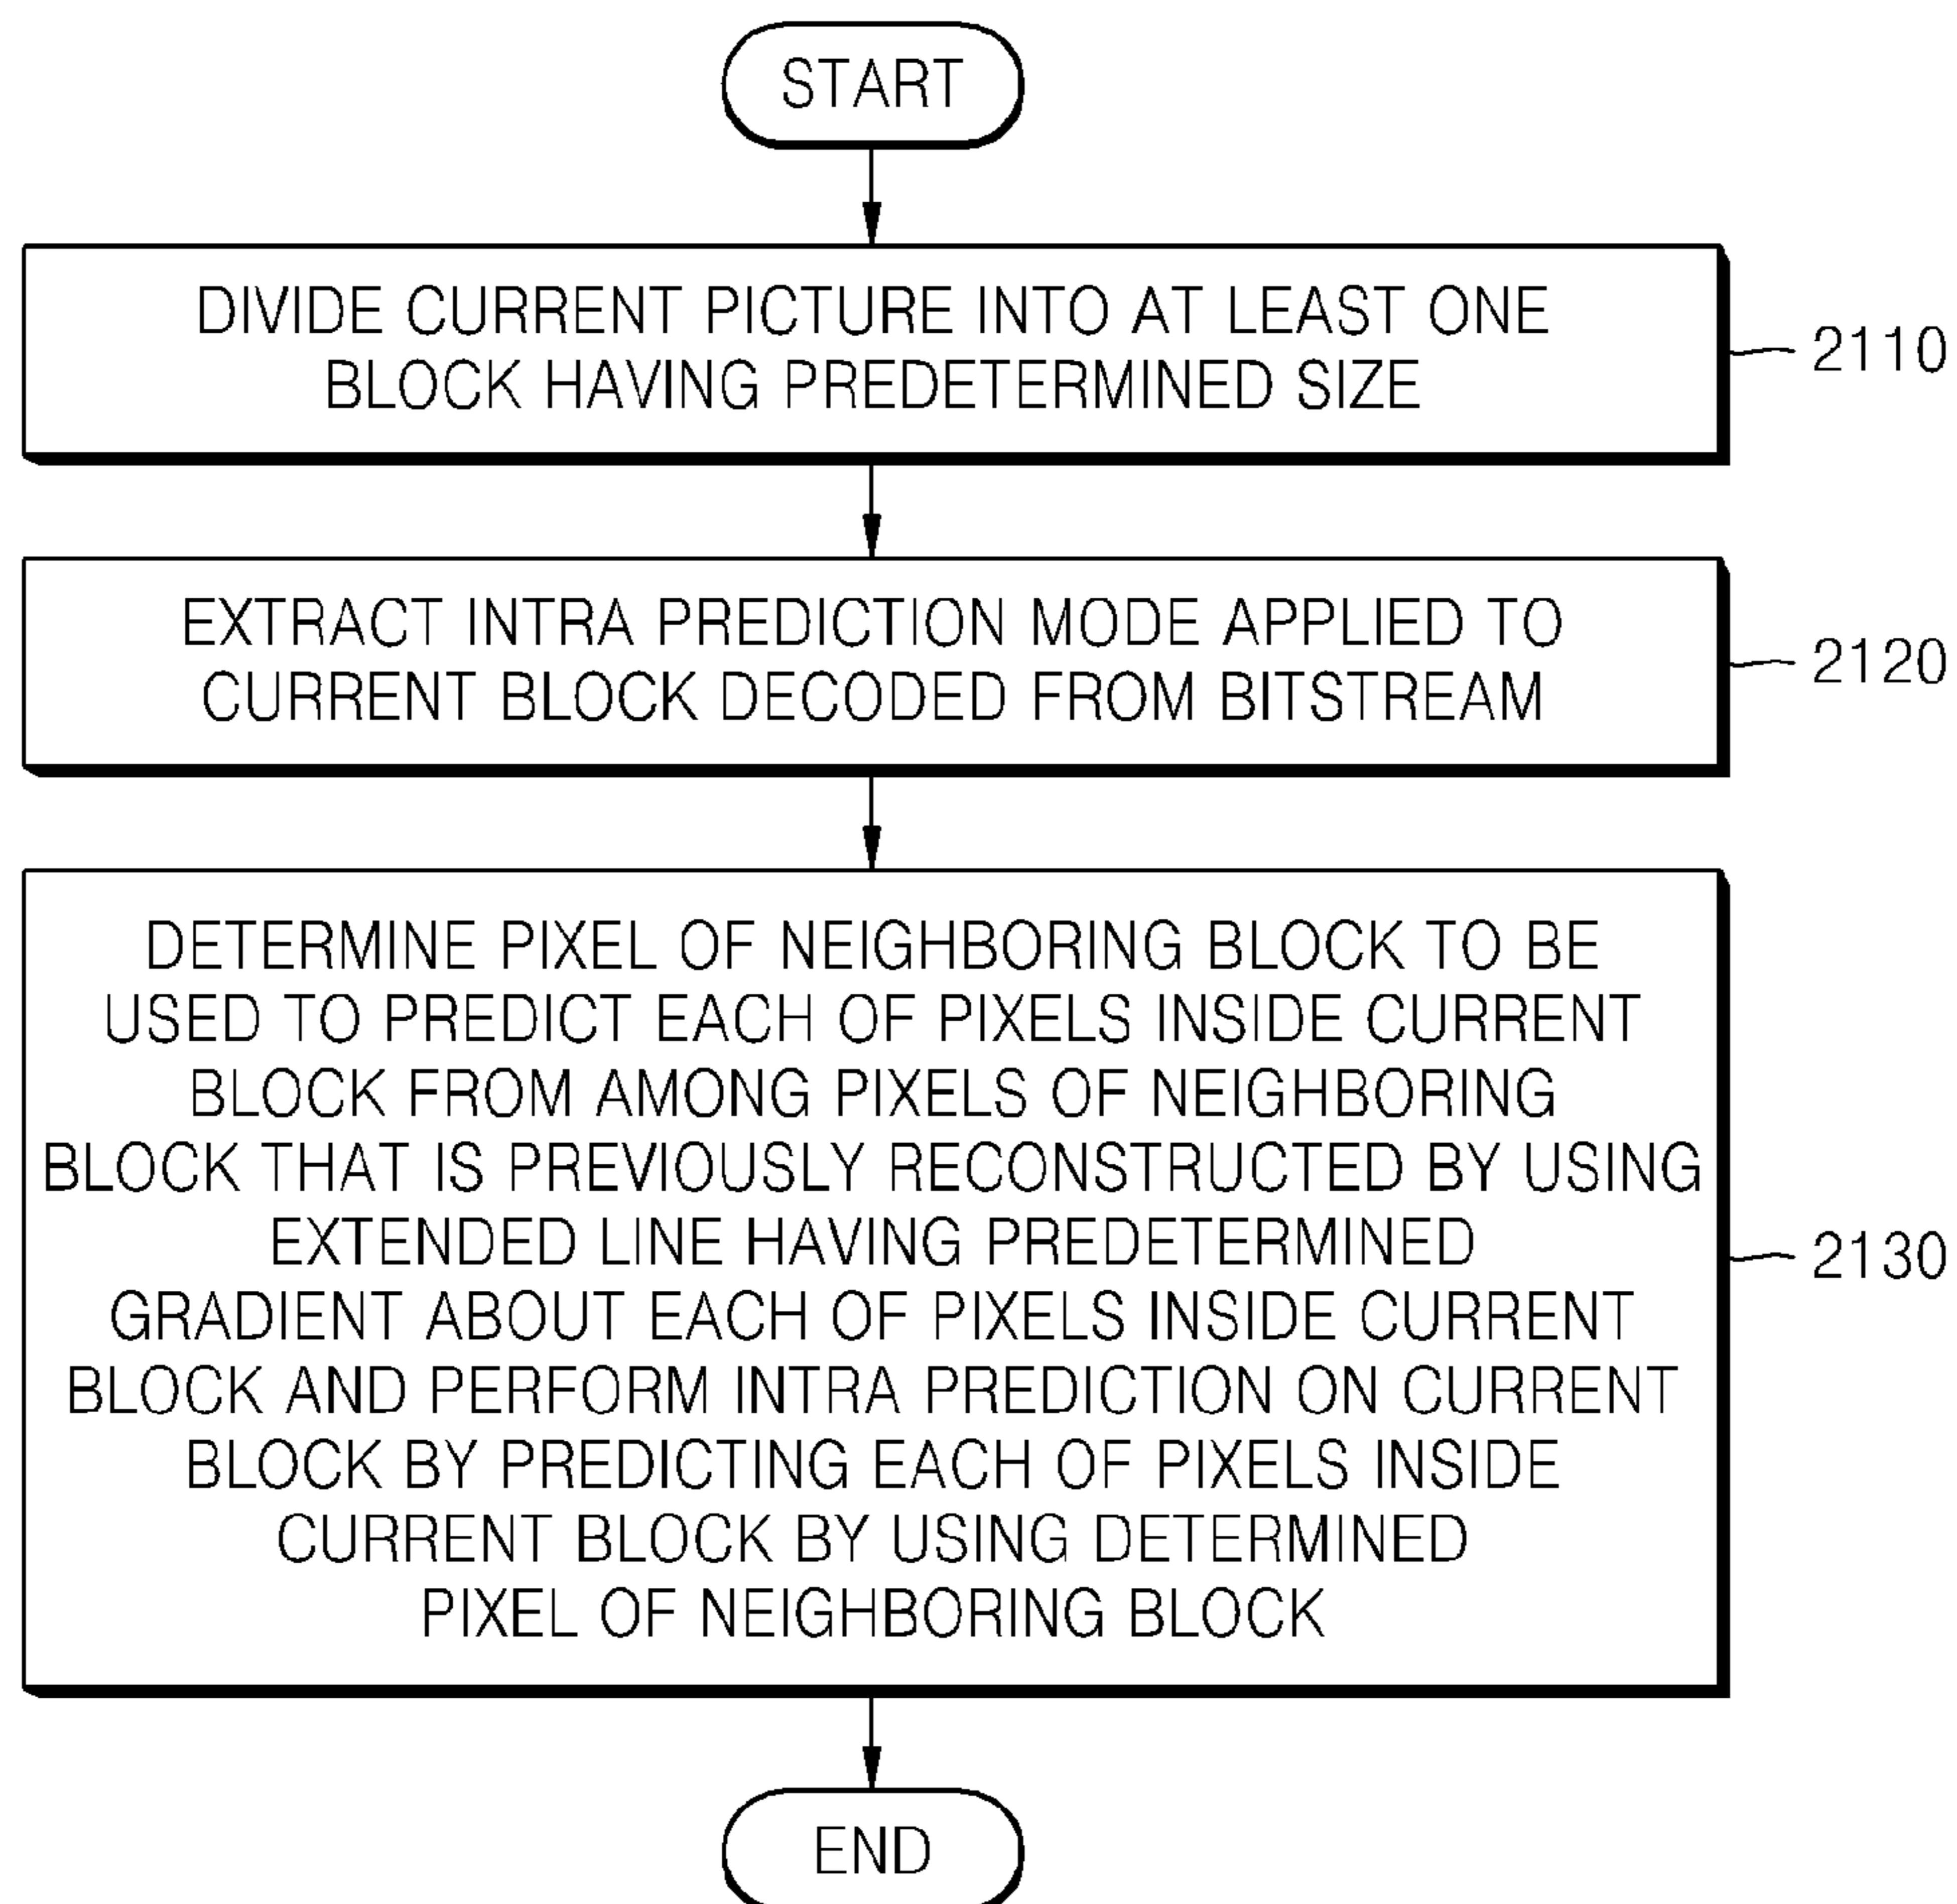 START
DIVIDE CURRENT PICTURE INTO AT LEAST ONE
BLOCK HAVING PREDETERMINED SIZE
2110
EXTRACT INTRA PREDICTION MODE APPLIED TO
CURRENT BLOCK DECODED FROM BITSTREAM
2120
DETERMINE PIXEL OF NEIGHBORING BLOCK TO BE
USED TO PREDICT EACH OF PIXELS INSIDE CURRENT
BLOCK FROM AMONG PIXELS OF NEIGHBORING
BLOCK THAT IS PREVIOUSLY RECONSTRUCTED BY USING
EXTENDED LINE HAVING PREDETERMINED
GRADIENT ABOUT EACH OF PIXELS INSIDE CURRENT
BLOCK AND PERFORM INTRA PREDICTION ON CURRENT
BLOCK BY PREDICTING EACH OF PIXELS INSIDE
CURRENT BLOCK BY USING DETERMINED
PIXEL OF NEIGHBORING BLOCK
2130
END